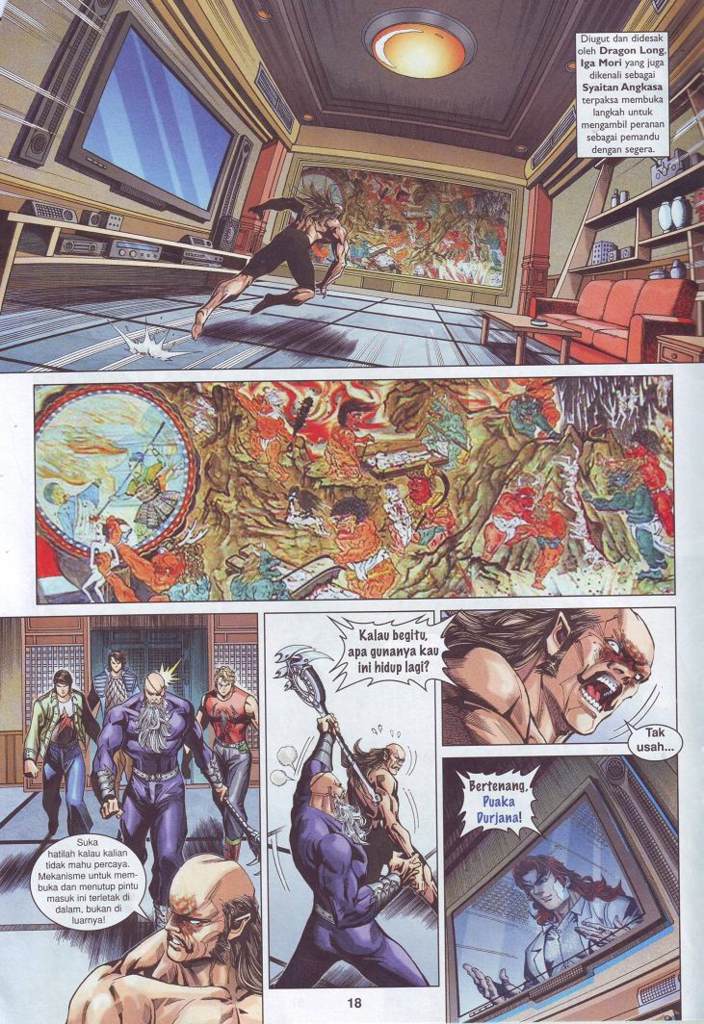 Diugut dan didesak
oleh Dragon Long,
Iga Mori yang juga
dikenali sebagai
Syaitan Angkasa
terpaksa membuka
langkah untuk
mengambil peranan
sebagai pemandu
dengan segera.
Suka
hatilah kalau kalian
tidak mahu percaya.
Mekanisme untuk mem-
buka dan menutup pintu
masuk ini terletak di
dalam, bukan di
luarnya!
Kalau begitu,
apa gunanya kau
ini hidup lagi?
Tak
usah...
Bertenang,
Puaka
Durjana!
18